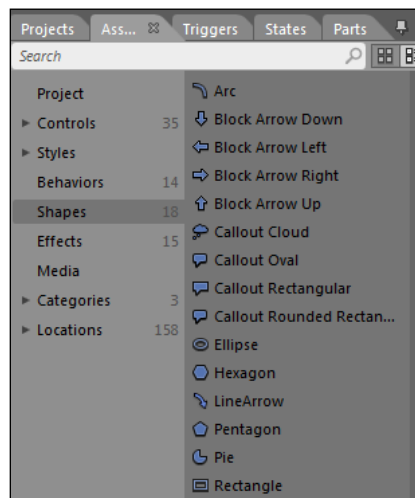 Projects Ass... Triggers States Parts
Search
Project
Controls 35
Styles
Behaviors 14
Shapes 18
Effects 15
Media
Categories 3
Locations 158
Arc
Block Arrow Down
Block Arrow Left
Block Arrow Right
Block Arrow Up
Callout Cloud
Callout Oval
Callout Rectangular
Callout Rounded Rectan...
Ellipse
Hexagon
LineArrow
Pentagon
Pie
Rectangle